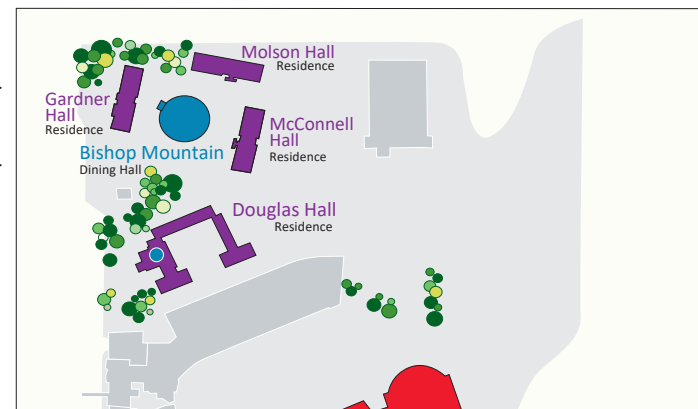 Molson Hall
Residence
Gardner
Hall
Residence
McConnell
Hall
Residence
Bishop Mountain
Dining Hall
Douglas Hall
Residence